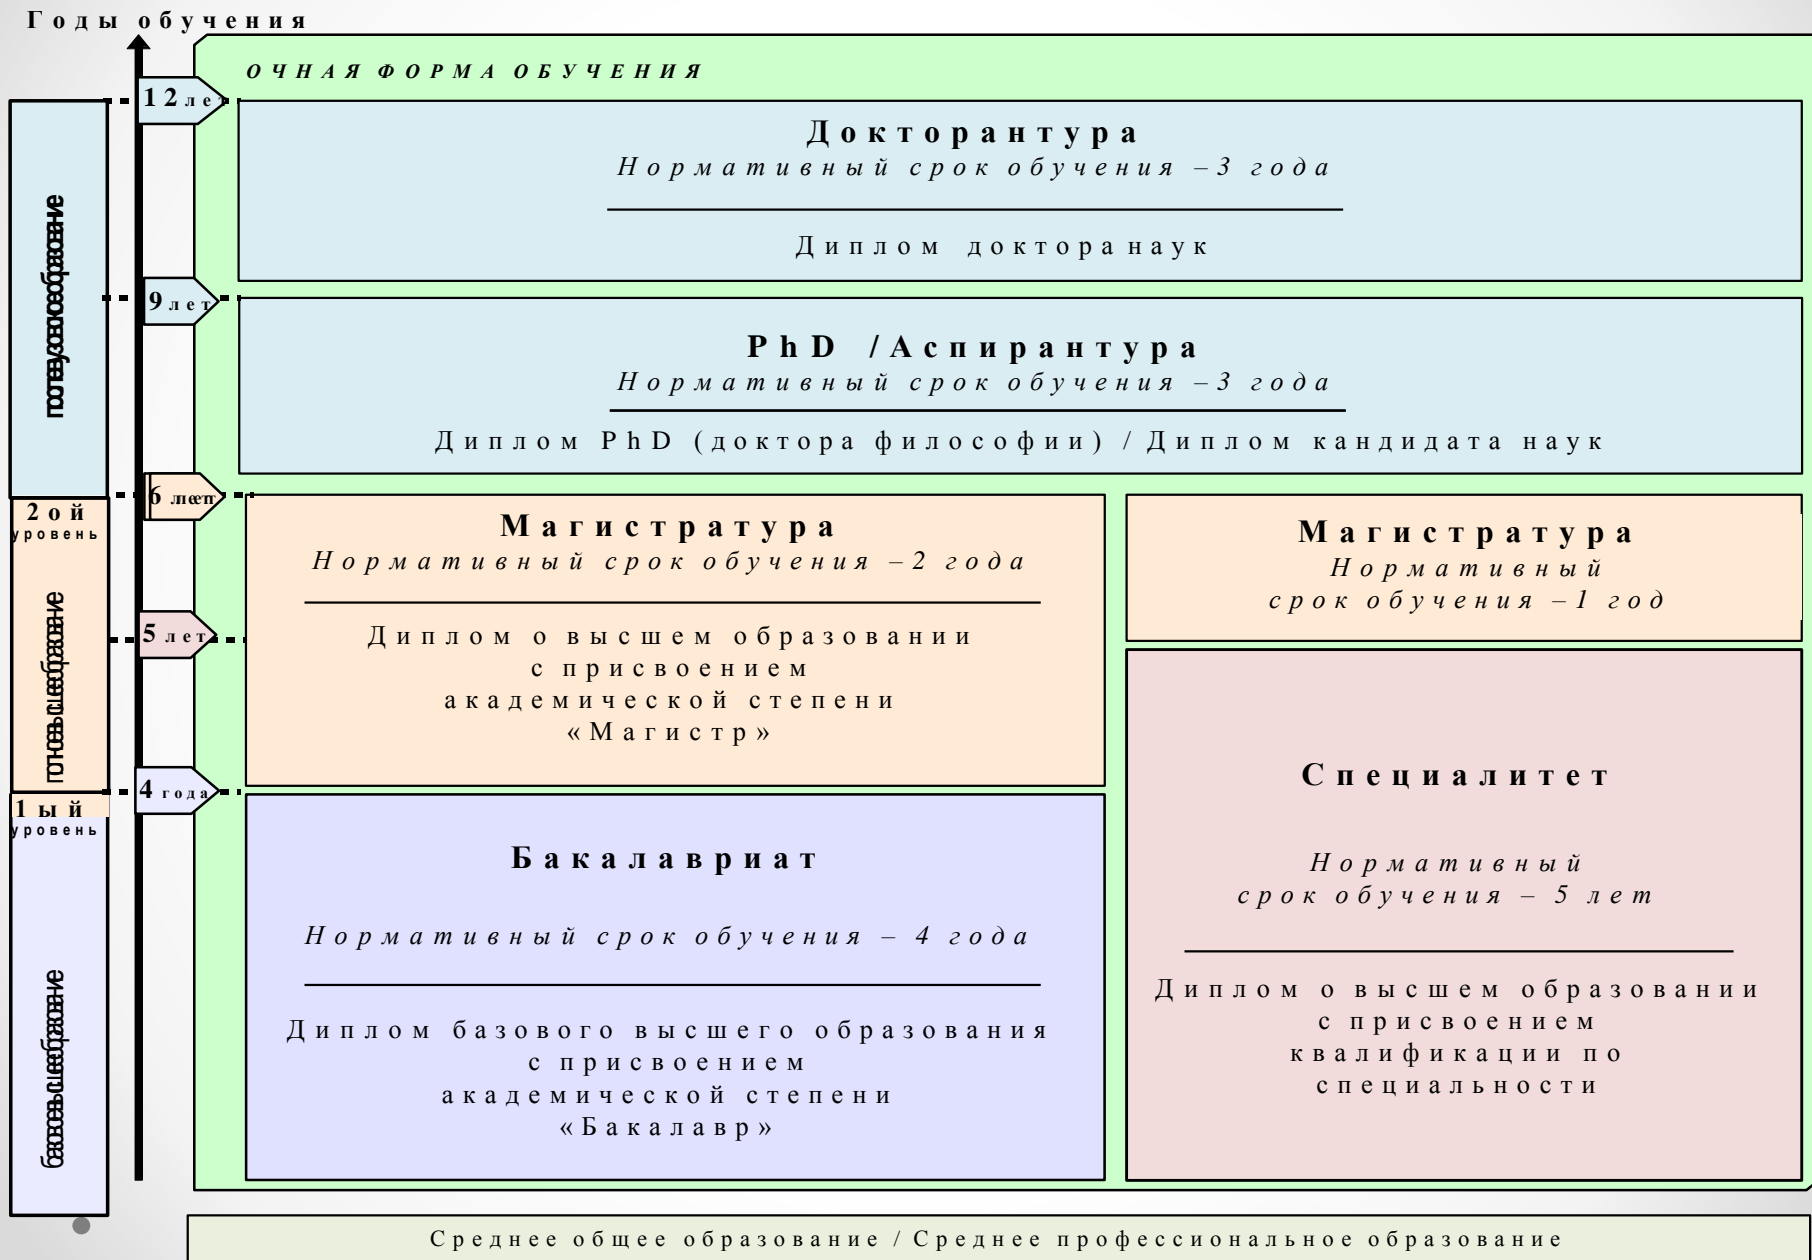 Годы обучения
ОЧНАЯ ФОРМА ОБУЧЕНИЯ
12 лет
Докторантура
Нормативный срок обучения – 3 года
Диплом доктора наук
9 лет
PhD / Аспирантура
Нормативный срок обучения – 3 года
Диплом PhD (доктора философии) / Диплом кандидата наук
6 лет
2ой
уровень
Магистратура
Нормативный срок обучения – 2 года
Диплом о высшем образовании
с присвоением
академической степени
«Магистр»
Магистратура
Нормативный
срок обучения – 1 год
5 лет
4 года
1ый
уровень
Бакалавриат
Нормативный срок обучения – 4 года
Диплом базового высшего образования
с присвоением
академической степени
«Бакалавр»
Специалитет
Нормативный
срок обучения – 5 лет
Диплом о высшем образовании
с присвоением
квалификации по
специальности
Среднее общее образование / Среднее профессиональное образование